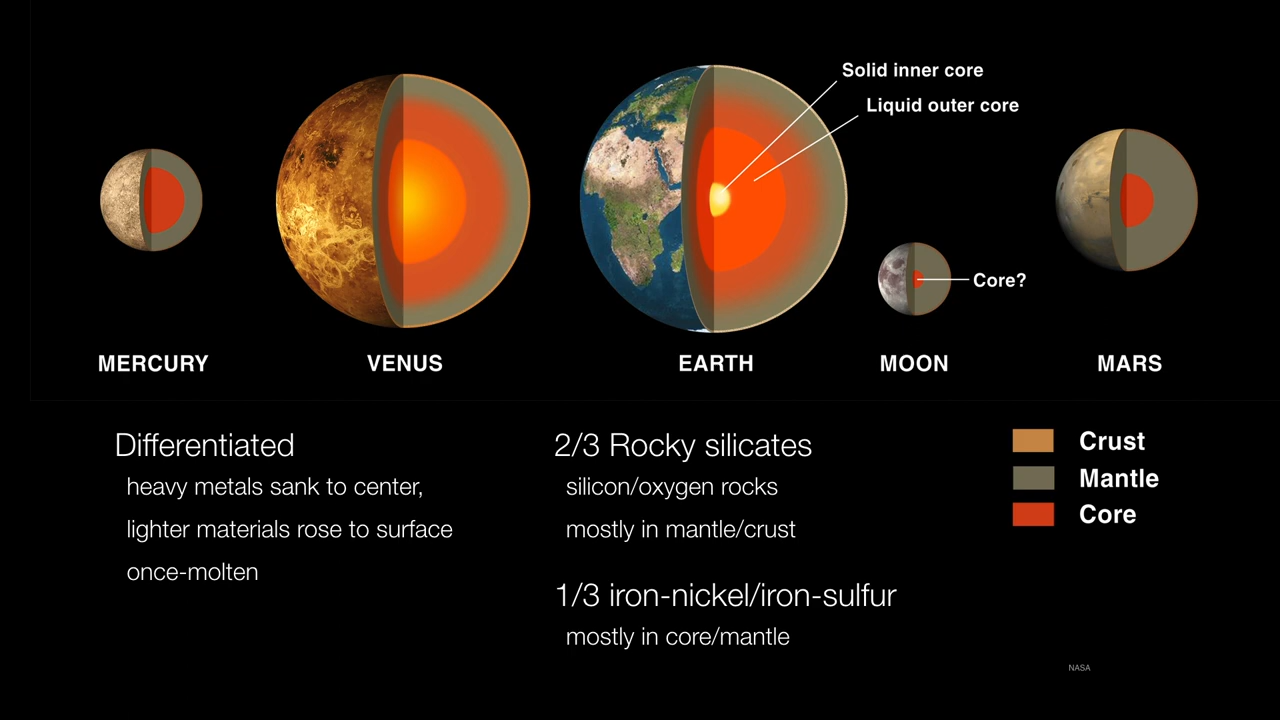 Solid inner core
Liquid outer core
Core?
MERCURY
VENUS
EARTH
MOON
MARS
Differentiated
heavy metals sank to center,
lighter materials rose to surface
once-molten
2/3 Rocky silicates
silicon/oxygen rocks
mostly in mantle/crust
1/3 iron-nickel/iron-sulfur
mostly in core/mantle
Crust
Mantle
Core
NASA